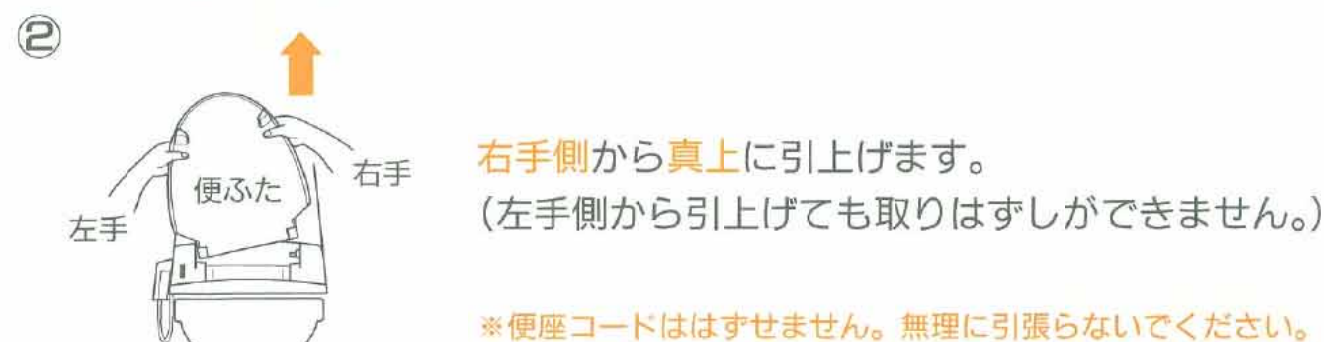 ②
右手側から真上に引上げます。
(左手側から引上げても取りはずしができません。)
※便座コードははずせません。無理に引張らないでください。
便ふた
右手
左手